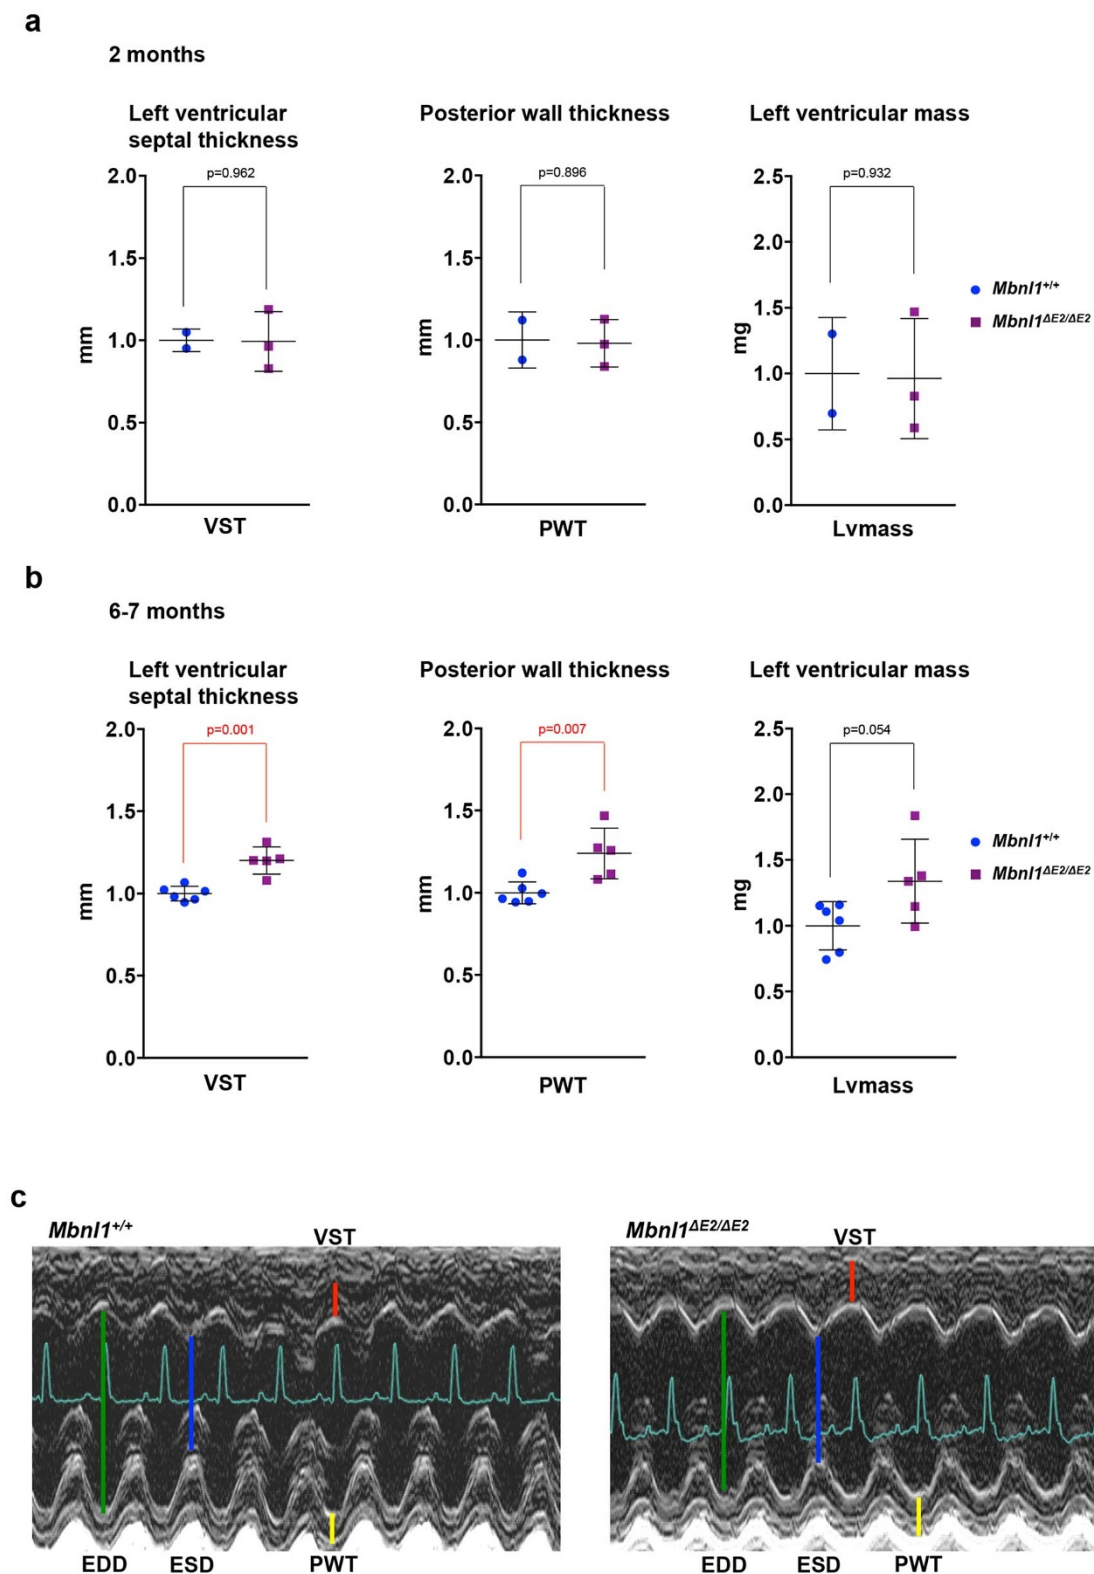 a
2 months
Left ventricular
septal thickness
p=0.962
2.0
1.5
1.0
0.5
0.0
mm
VST
Posterior wall thickness
p=0.896
2.0
1.5
1.0
0.5
0.0
mm
PWT
Left ventricular mass
p=0.932
2.5
2.0
1.5
1.0
0.5
0.0
mg
Lvmass
Mbnl1+/+
Mbnl1ΔE2/ΔE2
b
6-7 months
Left ventricular
septal thickness
p=0.001
2.0
1.5
1.0
0.5
0.0
mm
VST
Posterior wall thickness
p=0.007
2.0
1.5
1.0
0.5
0.0
mm
PWT
Left ventricular mass
p=0.054
2.5
2.0
1.5
1.0
0.5
0.0
mg
Lvmass
Mbnl1+/+
Mbnl1ΔE2/ΔE2
c
Mbnl1+/+
VST
EDD
ESD
PWT
Mbnl1ΔE2/ΔE2
VST
EDD
ESD
PWT